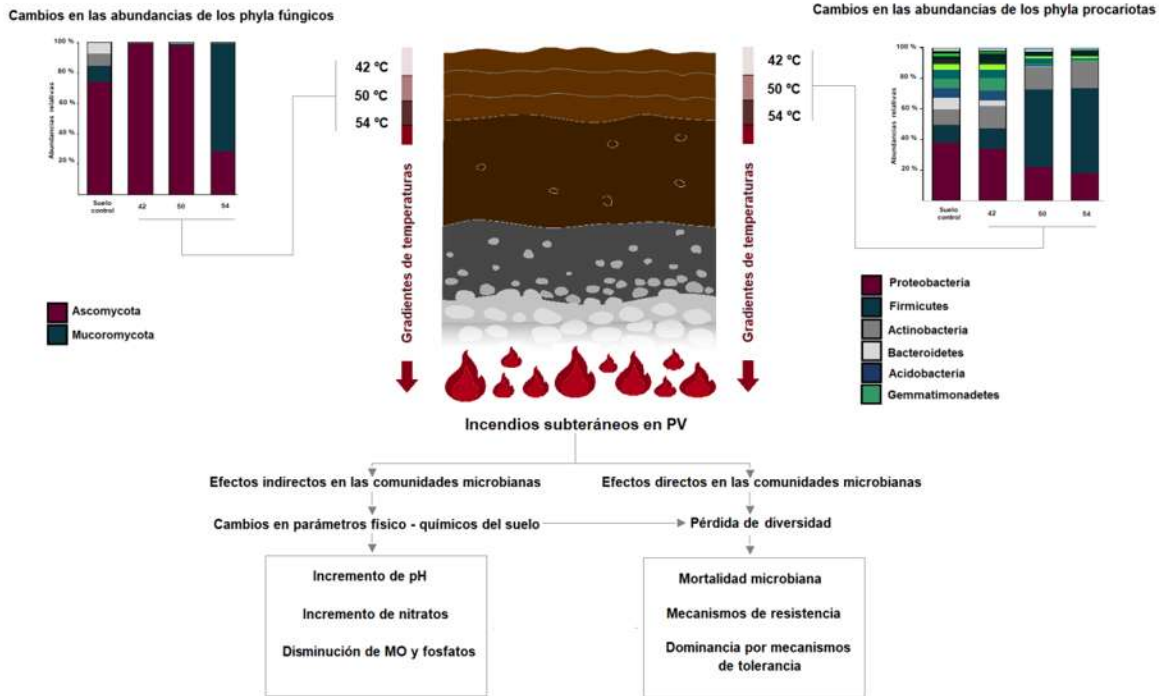 Cambios en las abundancias de los phyla fúngicos
100 %
80 %
60 %
40 %
20 %
Abundancias relativas
Suelo
control
42
50
54
Ascomycota
Mucoromycota
42 ºC
50 ºC
54 ºC
Gradientes de temperaturas
42 ºC
50 ºC
54 ºC
Gradientes de temperaturas
Cambios en las abundancias de los phyla procariotas
100 %
80 %
60 %
40 %
20 %
Abundancias relativas
Suelo
control
42
50
54
Proteobacteria
Firmicutes
Actinobacteria
Bacteroidetes
Acidobacteria
Gemmatimonadetes
Incendios subteráneos en PV
Efectos indirectos en las comunidades microbianas
Efectos directos en las comunidades microbianas
Cambios en parámetros físico - químicos del suelo
Pérdida de diversidad
Incremento de pH
Incremento de nitratos
Disminución de MO y fosfatos
Mortalidad microbiana
Mecanismos de resistencia
Dominancia por mecanismos
de tolerancia